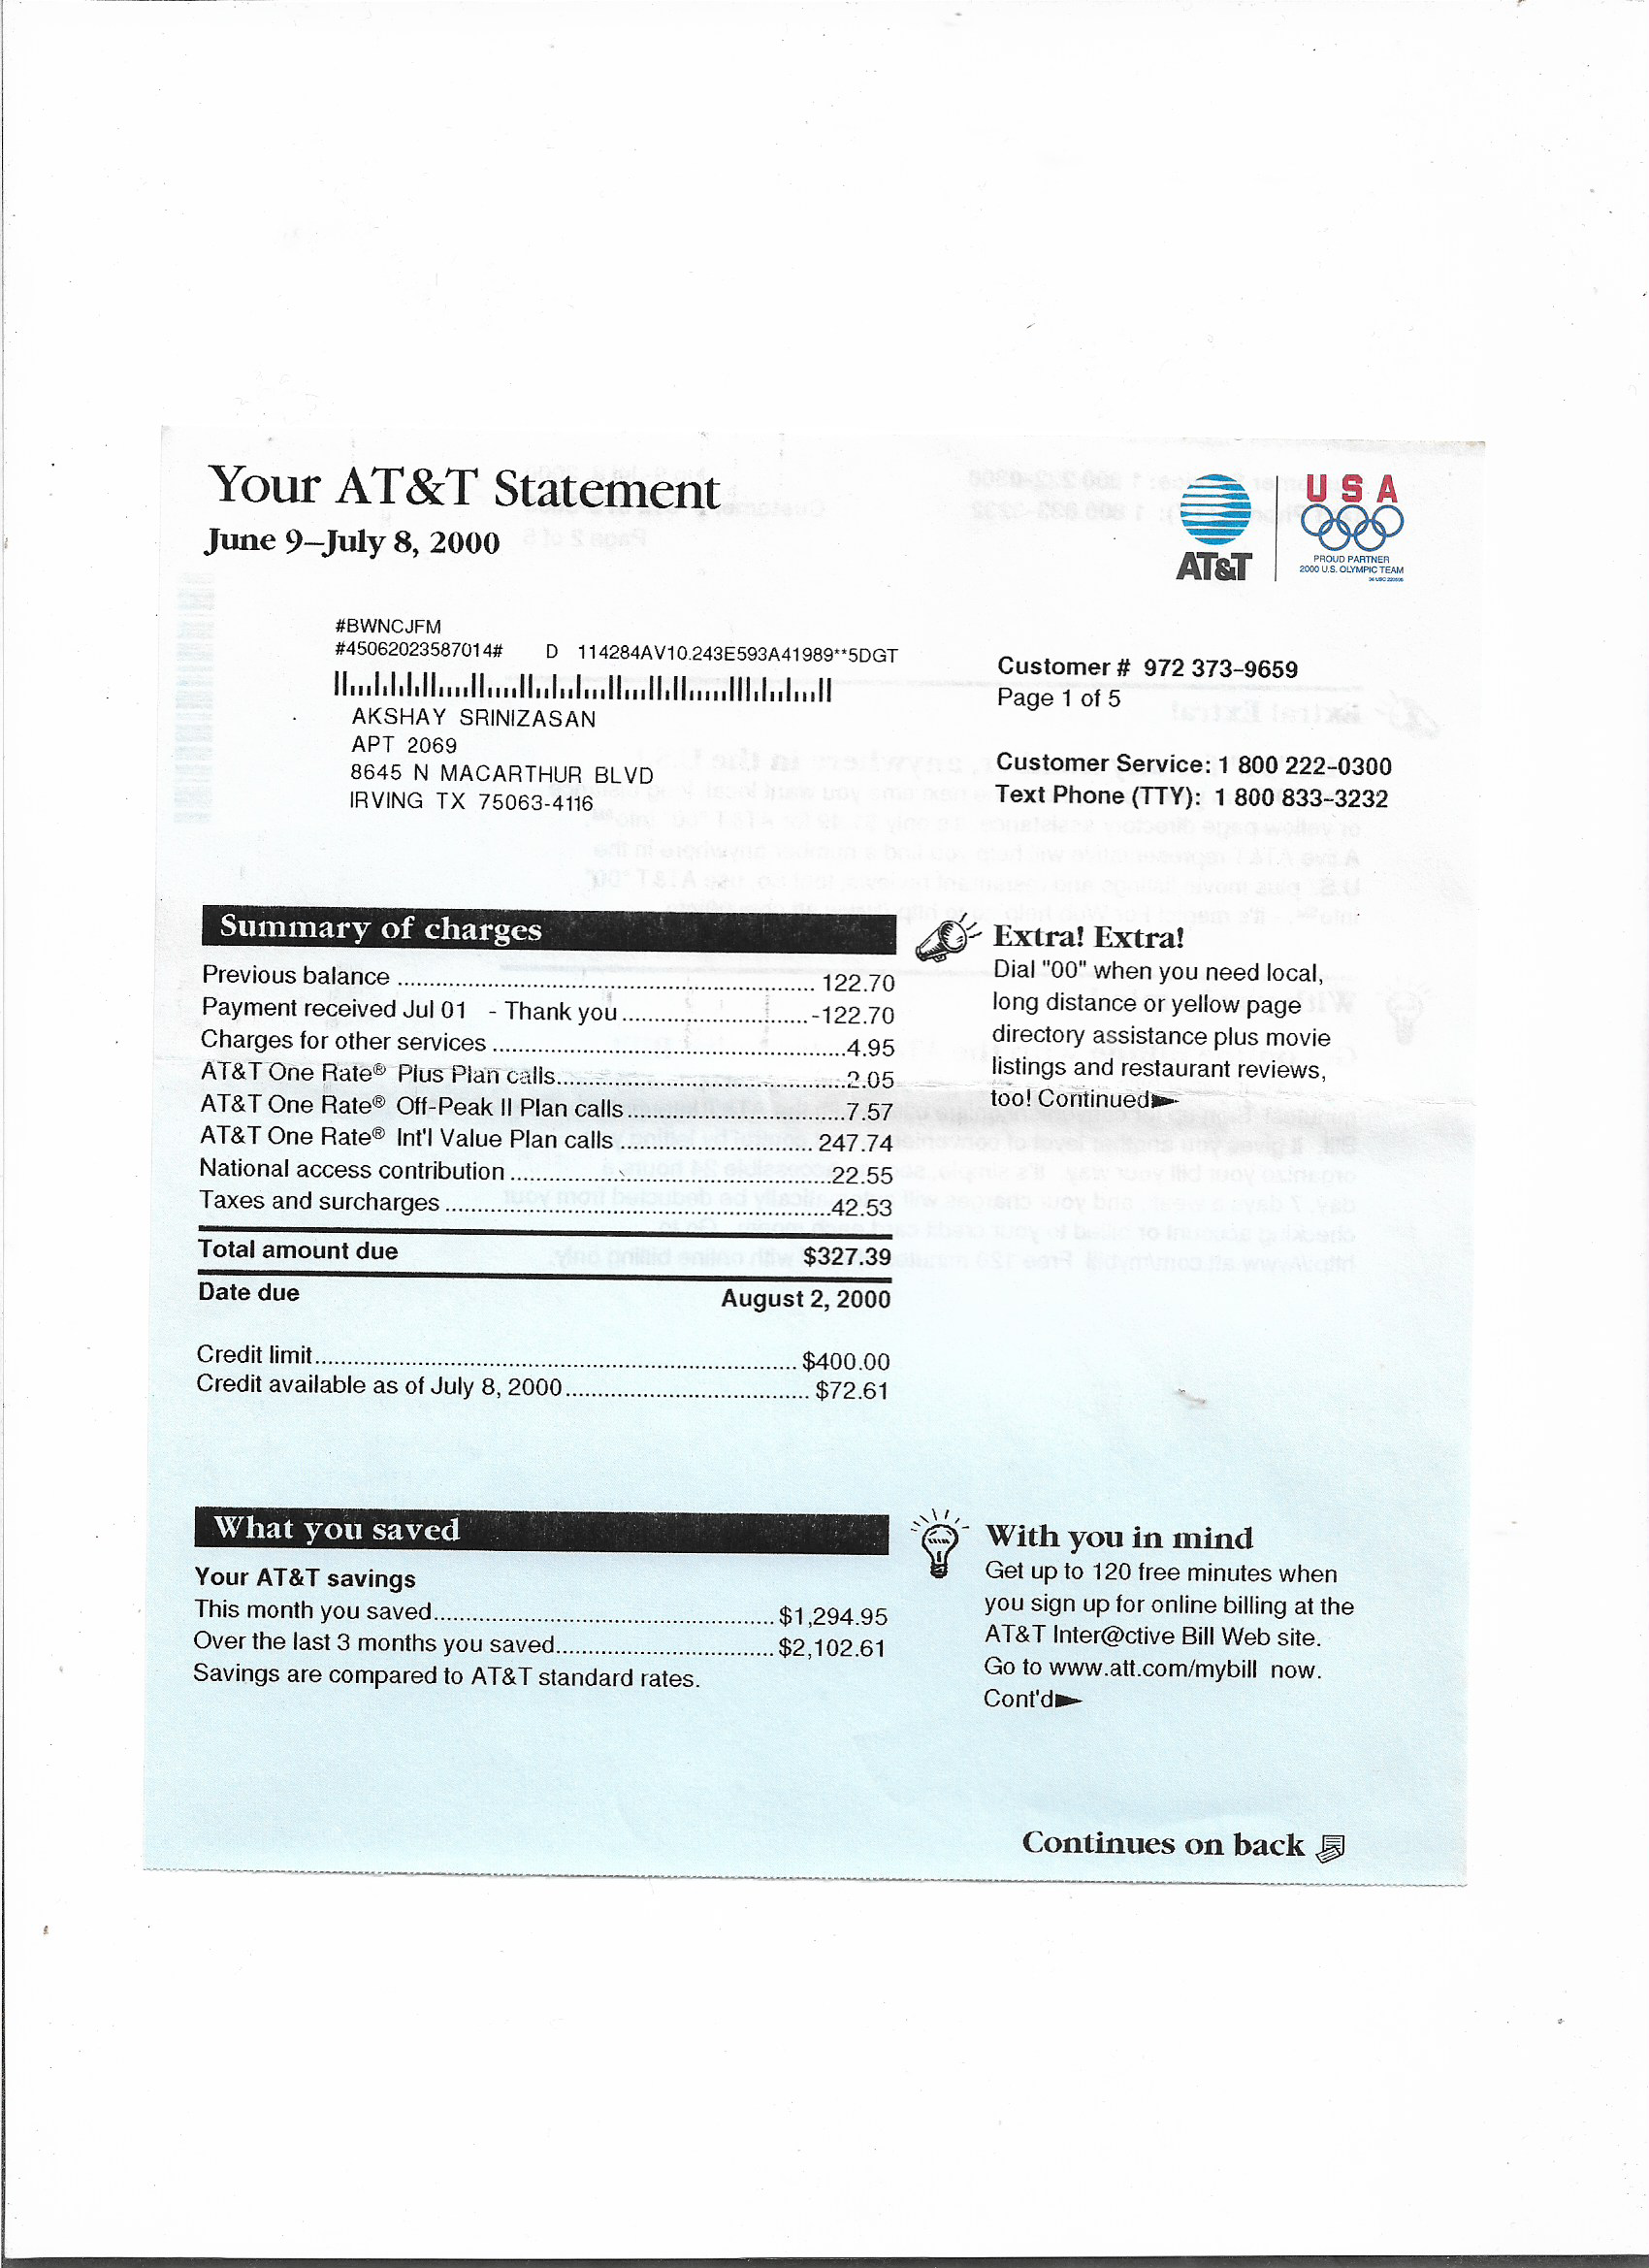 Your AT&T Statement
June 9–July 8, 2000
AT&T
USA
PROUD PARTNER
2000 U.S. OLYMPIC TEAM
#BWNCJFM
#45062023587014# D 114284AV10.243E593A41989**5DGT
AKSHAY SRINIZASAN
APT 2069
8645 N MACARTHUR BLVD
IRVING TX 75063-4116
Customer # 972 373–9659
Page 1 of 5
Customer Service: 1 800 222–0300
Text Phone (TTY): 1 800 833–3232
Summary of charges
Previous balance 122.70
Payment received Jul 01 - Thank you -122.70
Charges for other services 4.95
AT&T One Rate® Plus Plan calls 2.05
AT&T One Rate® Off-Peak II Plan calls 7.57
AT&T One Rate® Int'l Value Plan calls 247.74
National access contribution 22.55
Taxes and surcharges 42.53
Total amount due $327.39
Date due August 2, 2000
Credit limit $400.00
Credit available as of July 8, 2000 $72.61
Extra! Extra!
Dial "00" when you need local,
long distance or yellow page
directory assistance plus movie
listings and restaurant reviews,
too! Continued
What you saved
Your AT&T savings
This month you saved $1,294.95
Over the last 3 months you saved $2,102.61
Savings are compared to AT&T standard rates.
With you in mind
Get up to 120 free minutes when
you sign up for online billing at the
AT&T Inter@ctive Bill Web site.
Go to www.att.com/mybill now.
Cont'd
Continues on back